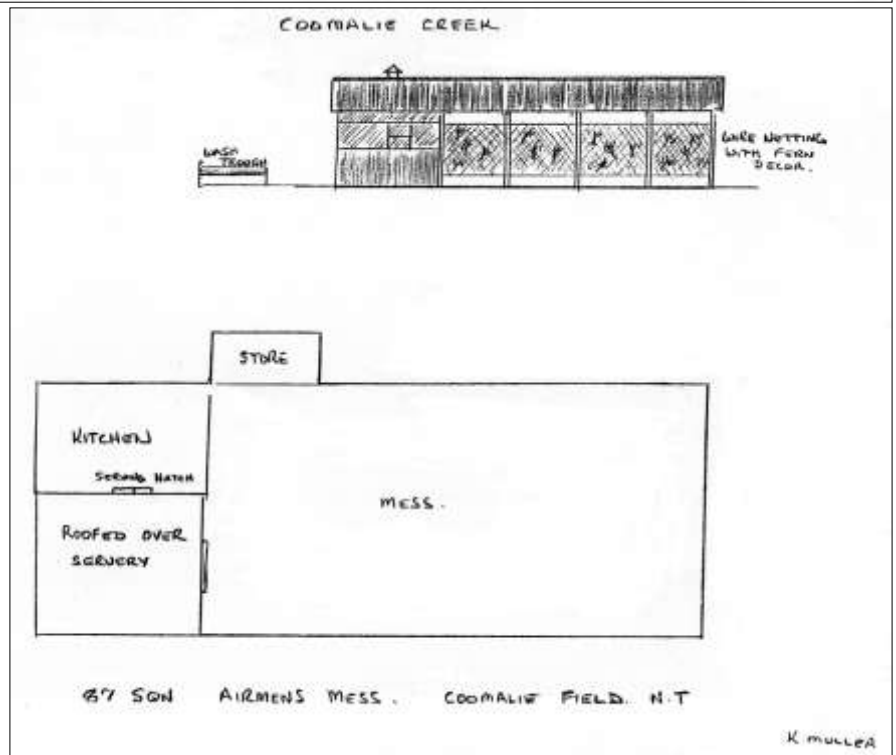 COOMALIE CREEK
WASH
TROUGH
WIRE NETTING
WITH FERN
DECOR.
STORE
KITCHEN
SERVING HATCH
MESS.
ROOFED OVER
SERVERY
87 SQN AIRMENS MESS. COOMALIE FIELD. N.T
K MULLER